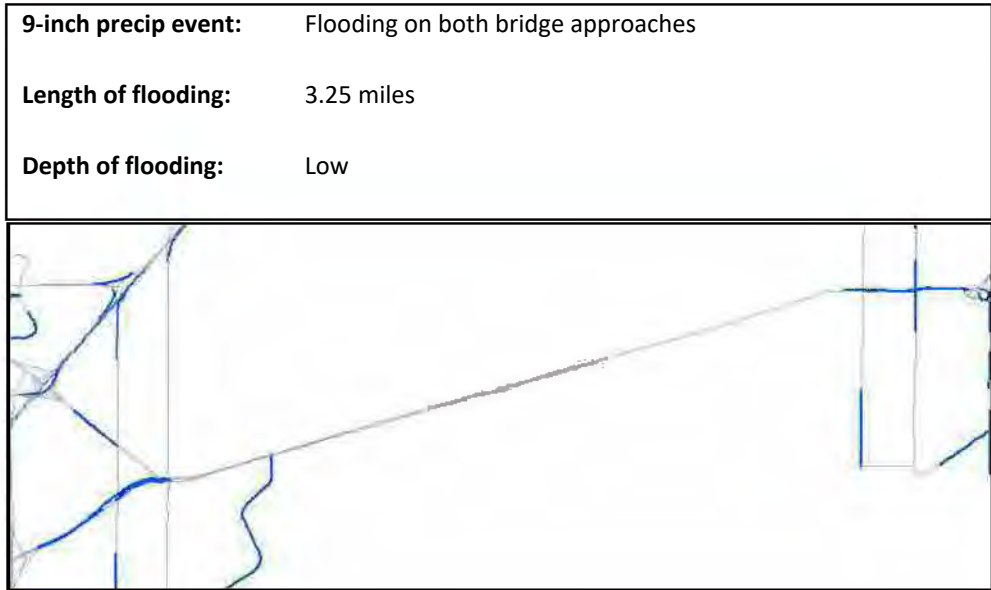 9-inch precip event: Flooding on both bridge approaches
Length of flooding: 3.25 miles
Depth of flooding: Low